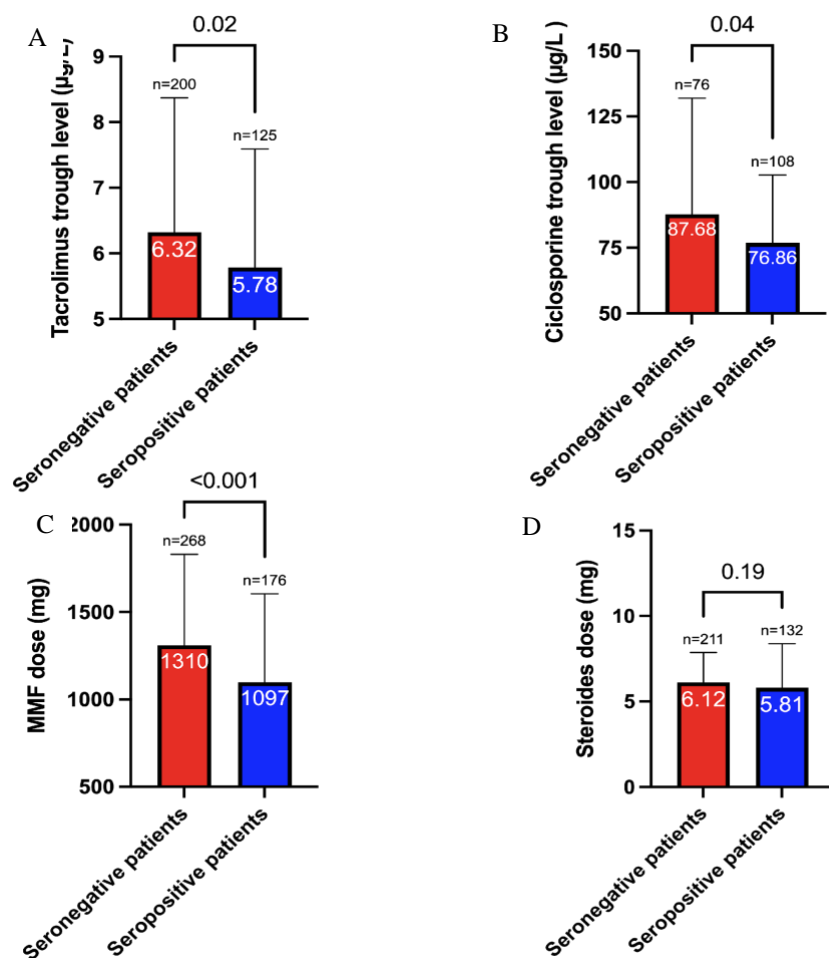 A
0.02
Tacrolimus trough level (µg/L)
9
8
7
6
5
n=200
n=125
6.32
5.78
Seronegative patients
Seropositive patients
B
0.04
Ciclosporine trough level (µg/L )
150
125
100
75
50
n=76
n=108
87.68
76.86
Seronegative patients
Seropositive patients
C
<0.001
MMF dose (mg)
2000
1500
1000
500
n=268
n=176
1310
1097
Seronegative patients
Seropositive patients
D
0.19
Steroides dose (mg)
15
10
5
0
n=211
n=132
6.12
5.81
Seronegative patients
Seropositive patients